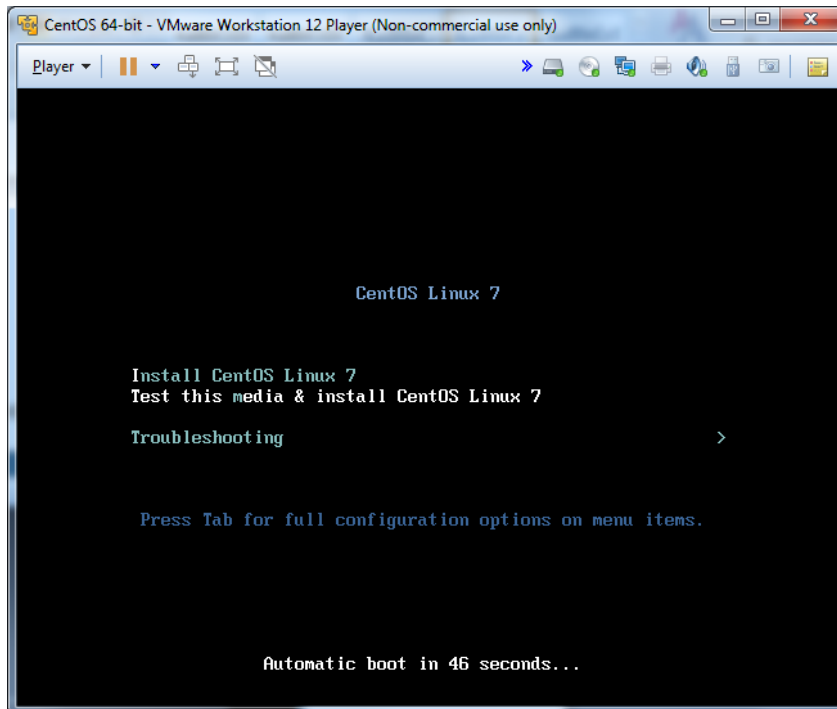 CentOS 64-bit - VMware Workstation 12 Player (Non-commercial use only)
Player
CentOS Linux 7
Install CentOS Linux 7
Test this media & install CentOS Linux 7
Troubleshooting >
Press Tab for full configuration options on menu items.
Automatic boot in 46 seconds...